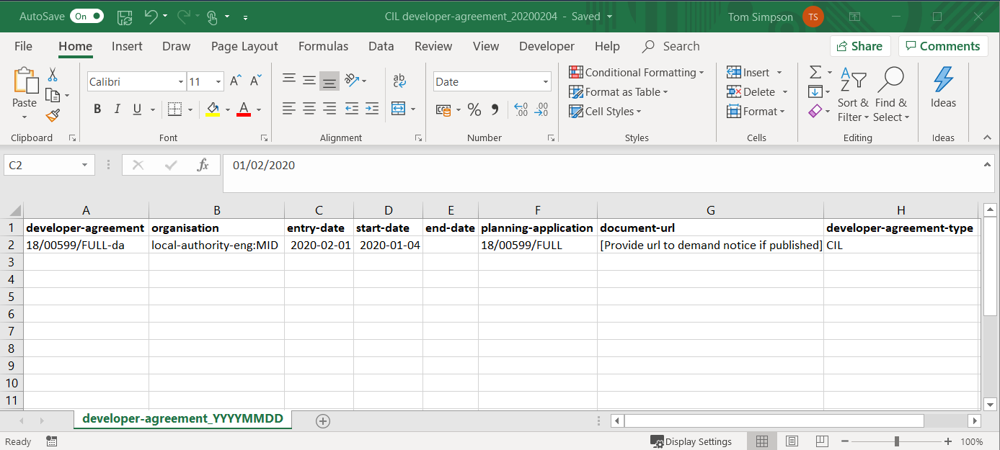 AutoSave On CIL developer-agreement_20200204 - Saved Tom Simpson TS
File Home Insert Draw Page Layout Formulas Data Review View Developer Help Search Share Comments
Paste Calibri 11 A A ab c Date Conditional Formatting Insert Σ A Z
B I U A % , .00 Format as Table Delete Sort & Find & Ideas
Cell Styles Format Filter Select
Clipboard Font Alignment Number Styles Cells Editing Ideas
C2 fx 01/02/2020
A B C D E F G H
1 developer-agreement organisation entry-date start-date end-date planning-application document-url developer-agreement-type
2 18/00599/FULL-da local-authority-eng:MID 2020-02-01 2020-01-04 18/00599/FULL [Provide url to demand notice if published] CIL
3
4
5
6
7
8
9
10
11
developer-agreement_YYYYMMDD
Ready Display Settings 100%